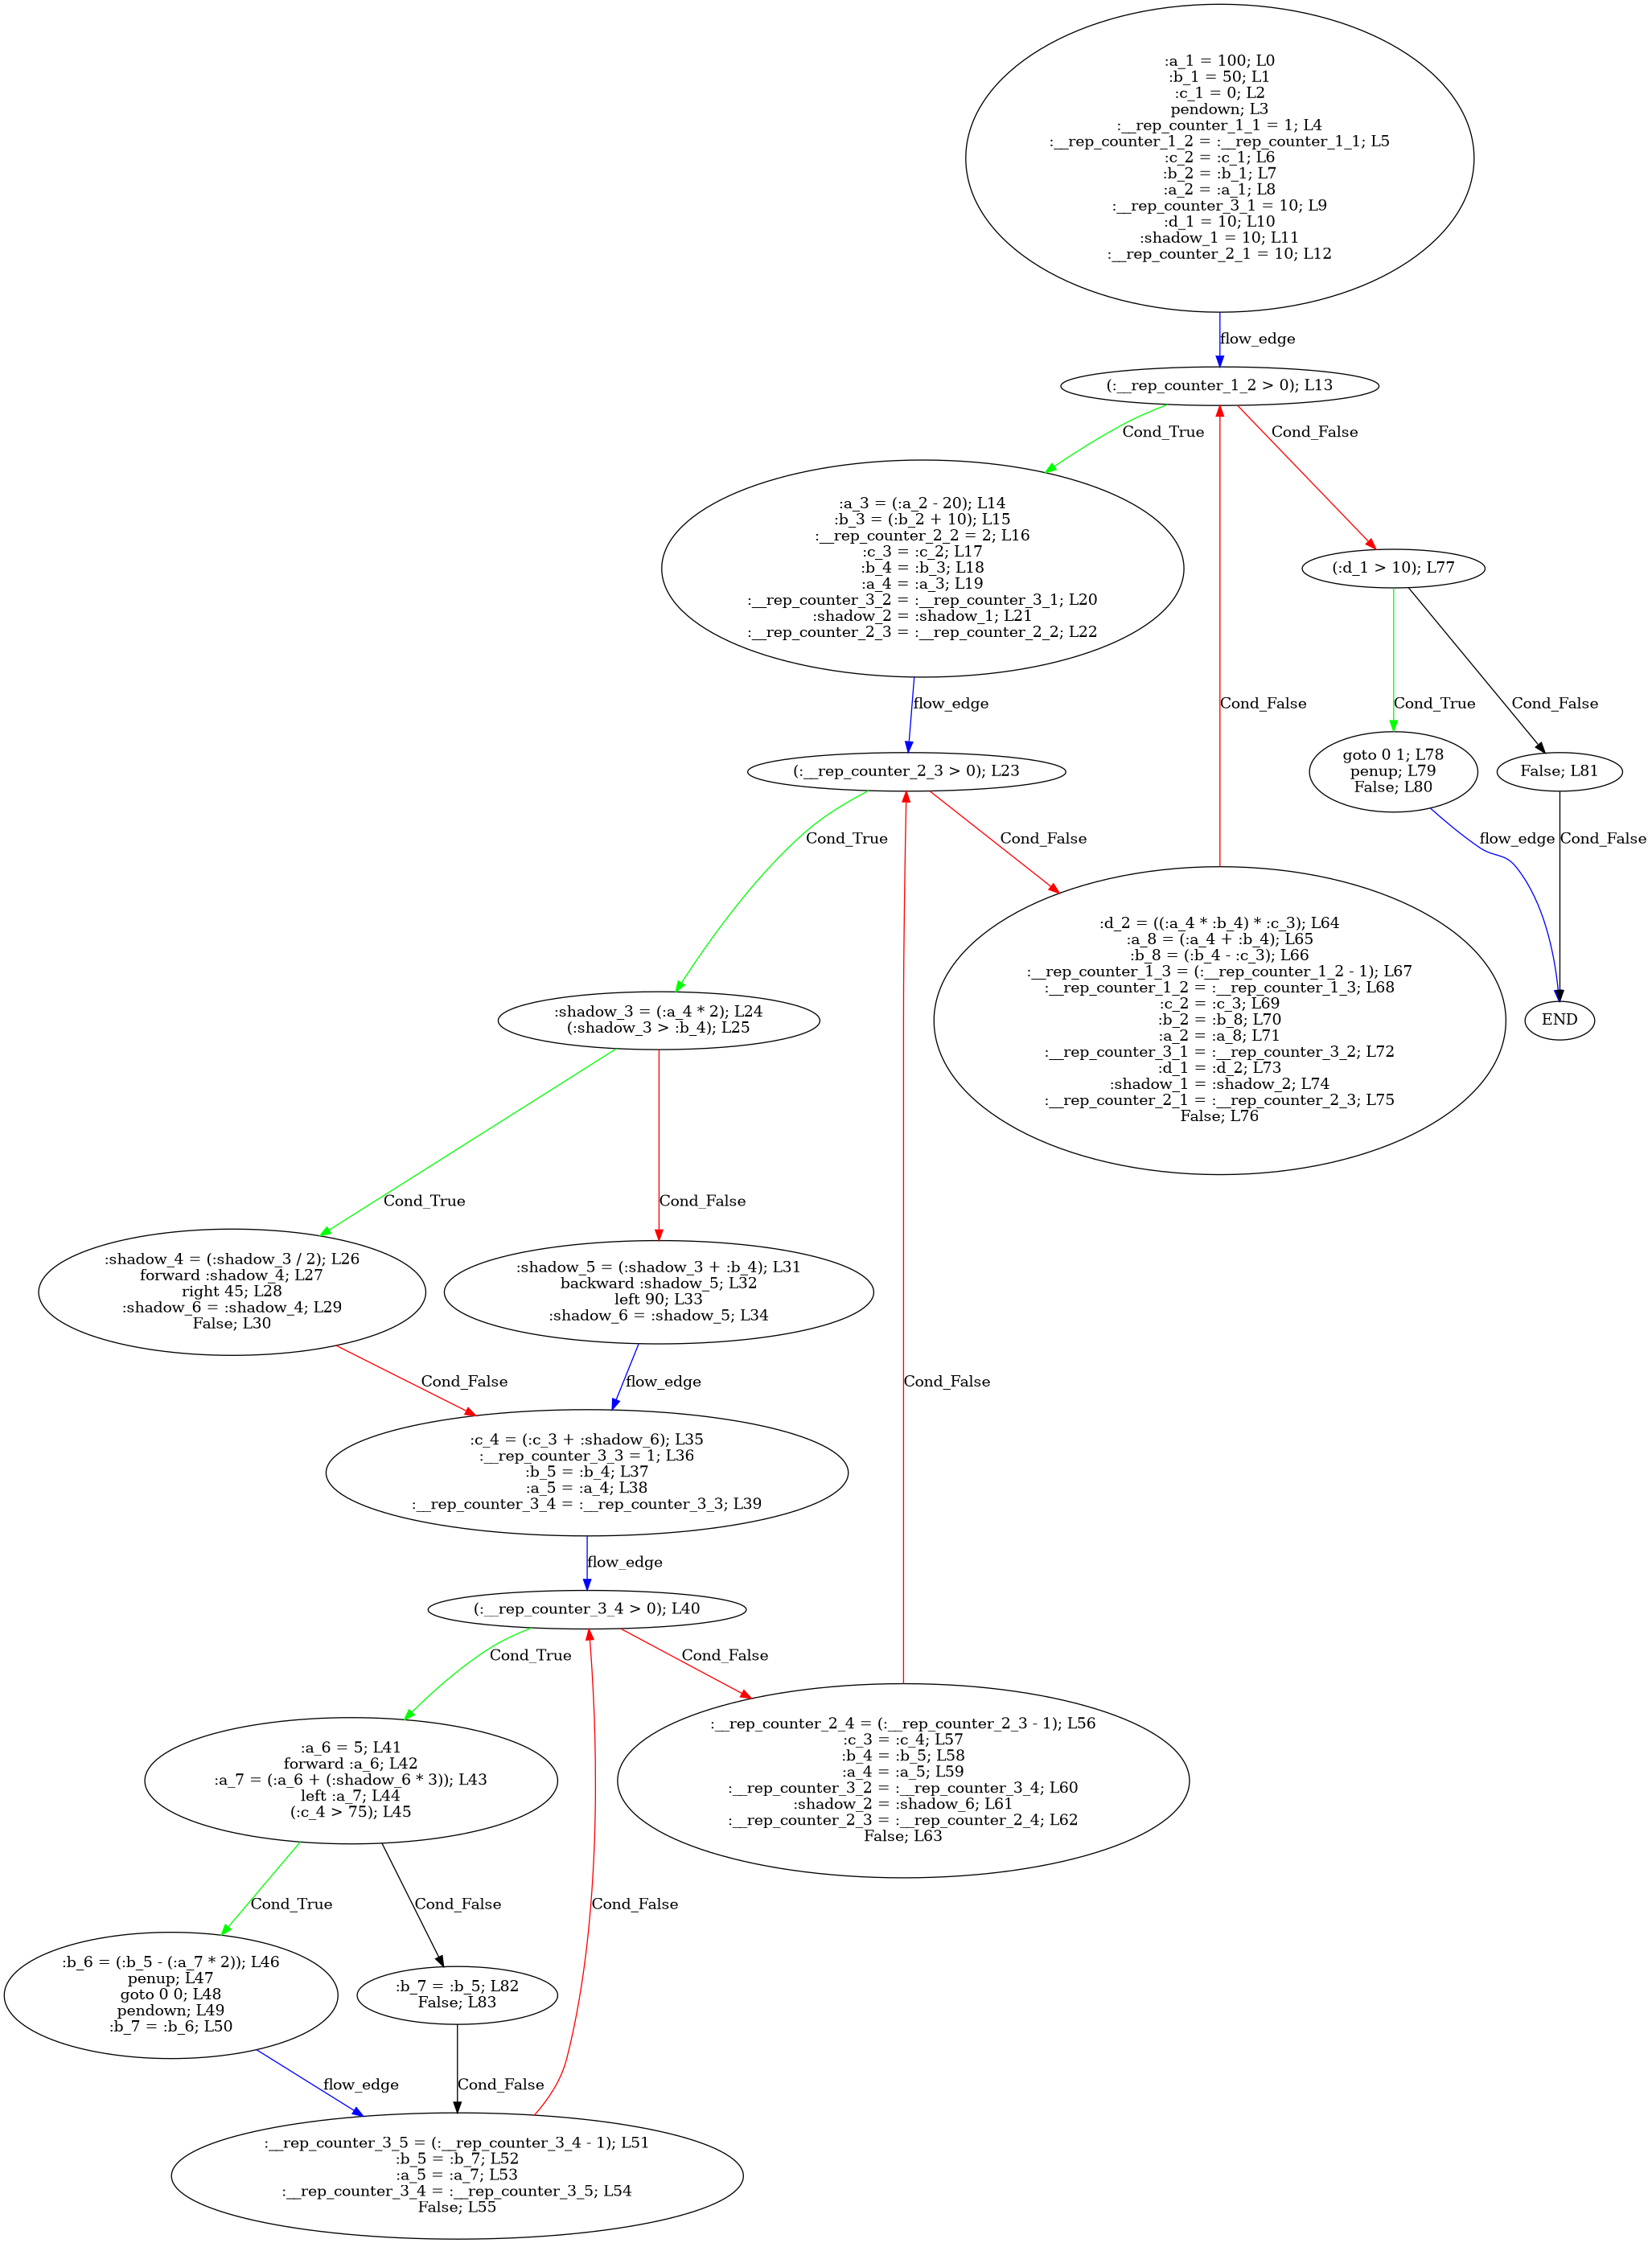 :a_1 = 100; L0
:b_1 = 50; L1
:c_1 = 0; L2
pendown; L3
:__rep_counter_1_1 = 1; L4
:__rep_counter_1_2 = :__rep_counter_1_1; L5
:c_2 = :c_1; L6
:b_2 = :b_1; L7
:a_2 = :a_1; L8
:__rep_counter_3_1 = 10; L9
:d_1 = 10; L10
:shadow_1 = 10; L11
:__rep_counter_2_1 = 10; L12
flow_edge
(:__rep_counter_1_2 > 0); L13
Cond_True
Cond_False
:a_3 = (:a_2 - 20); L14
:b_3 = (:b_2 + 10); L15
:__rep_counter_2_2 = 2; L16
:c_3 = :c_2; L17
:b_4 = :b_3; L18
:a_4 = :a_3; L19
:__rep_counter_3_2 = :__rep_counter_3_1; L20
:shadow_2 = :shadow_1; L21
:__rep_counter_2_3 = :__rep_counter_2_2; L22
(:d_1 > 10); L77
flow_edge
Cond_False
Cond_True
Cond_False
(:__rep_counter_2_3 > 0); L23
goto 0 1; L78
penup; L79
False; L80
False; L81
Cond_True
Cond_False
flow_edge
Cond_False
:shadow_3 = (:a_4 * 2); L24
(:shadow_3 > :b_4); L25
:d_2 = ((:a_4 * :b_4) * :c_3); L64
:a_8 = (:a_4 + :b_4); L65
:b_8 = (:b_4 - :c_3); L66
:__rep_counter_1_3 = (:__rep_counter_1_2 - 1); L67
:__rep_counter_1_2 = :__rep_counter_1_3; L68
:c_2 = :c_3; L69
:b_2 = :b_8; L70
:a_2 = :a_8; L71
:__rep_counter_3_1 = :__rep_counter_3_2; L72
:d_1 = :d_2; L73
:shadow_1 = :shadow_2; L74
:__rep_counter_2_1 = :__rep_counter_2_3; L75
False; L76
END
Cond_True
Cond_False
:shadow_4 = (:shadow_3 / 2); L26
forward :shadow_4; L27
right 45; L28
:shadow_6 = :shadow_4; L29
False; L30
:shadow_5 = (:shadow_3 + :b_4); L31
backward :shadow_5; L32
left 90; L33
:shadow_6 = :shadow_5; L34
Cond_False
flow_edge
Cond_False
:c_4 = (:c_3 + :shadow_6); L35
:__rep_counter_3_3 = 1; L36
:b_5 = :b_4; L37
:a_5 = :a_4; L38
:__rep_counter_3_4 = :__rep_counter_3_3; L39
flow_edge
(:__rep_counter_3_4 > 0); L40
Cond_True
Cond_False
:a_6 = 5; L41
forward :a_6; L42
:a_7 = (:a_6 + (:shadow_6 * 3)); L43
left :a_7; L44
(:c_4 > 75); L45
:__rep_counter_2_4 = (:__rep_counter_2_3 - 1); L56
:c_3 = :c_4; L57
:b_4 = :b_5; L58
:a_4 = :a_5; L59
:__rep_counter_3_2 = :__rep_counter_3_4; L60
:shadow_2 = :shadow_6; L61
:__rep_counter_2_3 = :__rep_counter_2_4; L62
False; L63
Cond_True
Cond_False
Cond_False
:b_6 = (:b_5 - (:a_7 * 2)); L46
penup; L47
goto 0 0; L48
pendown; L49
:b_7 = :b_6; L50
:b_7 = :b_5; L82
False; L83
flow_edge
Cond_False
:__rep_counter_3_5 = (:__rep_counter_3_4 - 1); L51
:b_5 = :b_7; L52
:a_5 = :a_7; L53
:__rep_counter_3_4 = :__rep_counter_3_5; L54
False; L55